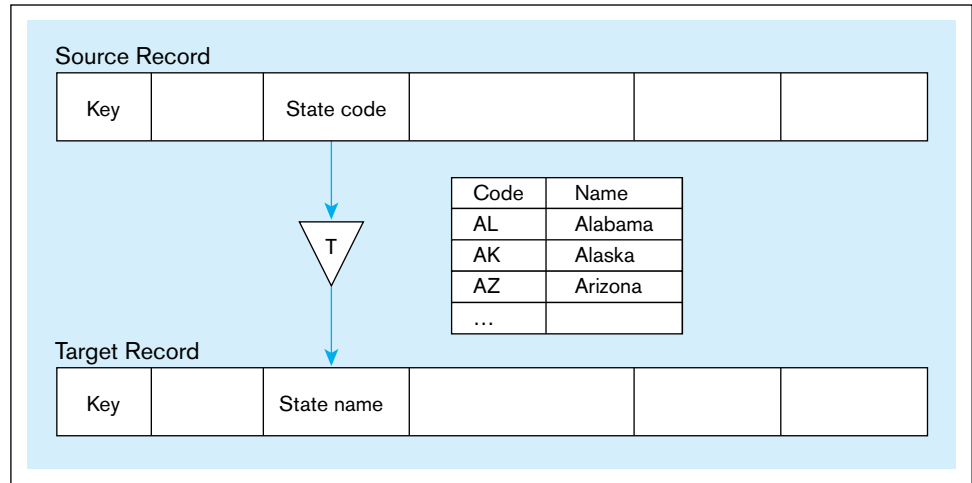 Source Record
Key State code
Code Name
AL Alabama
T
AK Alaska
AZ Arizona
…
Target Record
Key State name